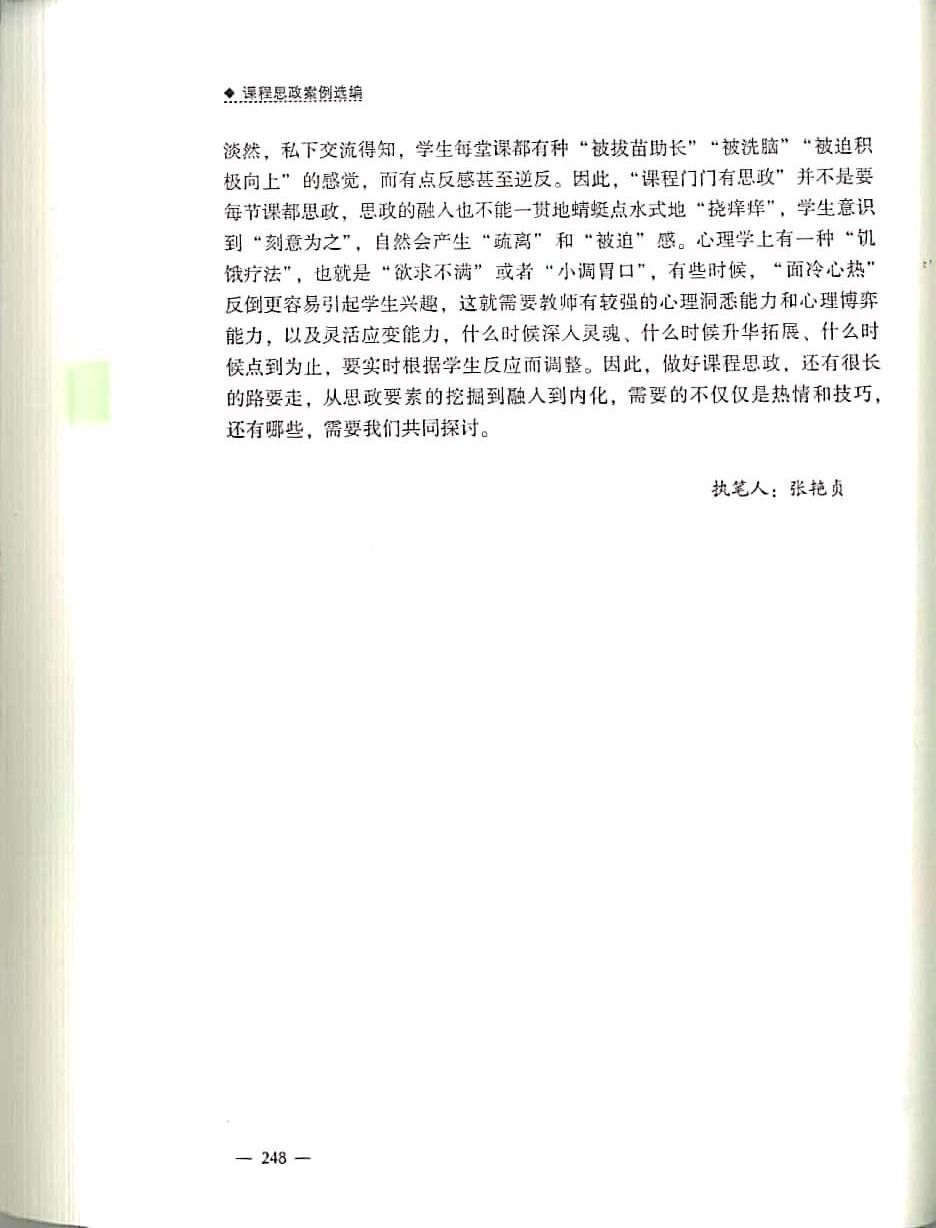 ◆ 课程思政案例选编
淡然，私下交流得知，学生每堂课都有种“被拔苗助长”“被洗脑”“被迫积
极向上”的感觉，而有点反感甚至逆反。因此，“课程门门有思政”并不是要
每节课都思政，思政的融入也不能一贯地蜻蜓点水式地“挠痒痒”，学生意识
到“刻意为之”，自然会产生“疏离”和“被迫”感。心理学上有一种“饥
饿疗法”，也就是“欲求不满”或者“小调胃口”，有些时候，“面冷心热”
反倒更容易引起学生兴趣，这就需要教师有较强的心理洞悉能力和心理博弈
能力，以及灵活应变能力，什么时候深入灵魂、什么时候升华拓展、什么时
候点到为止，要实时根据学生反应而调整。因此，做好课程思政，还有很长
的路要走，从思政要素的挖掘到融入到内化，需要的不仅仅是热情和技巧，
还有哪些，需要我们共同探讨。
执笔人：张艳贞
— 248 —